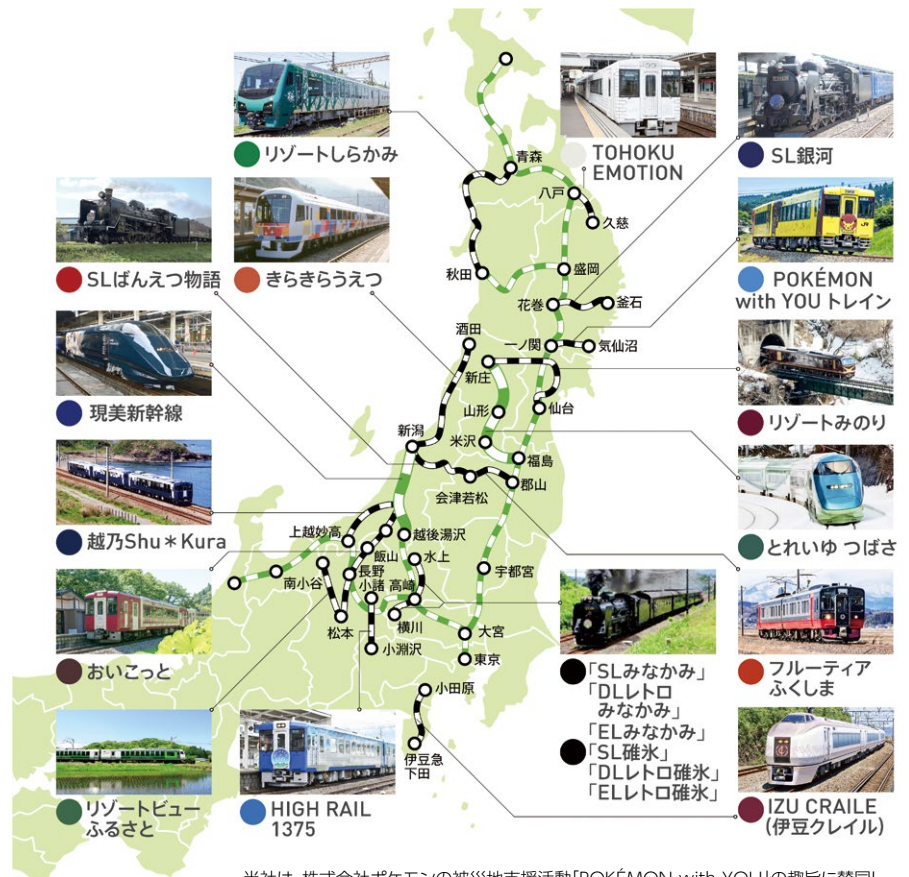 リゾートしらかみ
TOHOKU
EMOTION
SL銀河
SLばんえつ物語
きらきらうえつ
POKÉMON
with YOU トレイン
現美新幹線
リゾートみのり
越乃Shu＊Kura
とれいゆ つばさ
おいこっと
「SLみなかみ」
「DLレトロ
みなかみ」
「ELみなかみ」
「SL碓氷」
「DLレトロ碓氷」
「ELレトロ碓氷」
フルーティア
ふくしま
リゾートビュー
ふるさと
HIGH RAIL
1375
IZU CRAILE
(伊豆クレイル)
青森
八戸
久慈
秋田
盛岡
花巻
釜石
酒田
一ノ関
気仙沼
新庄
山形
仙台
新潟
米沢
福島
会津若松
郡山
上越妙高
越後湯沢
飯山
水上
長野
宇都宮
南小谷
小諸
高崎
松本
横川
大宮
小淵沢
東京
小田原
伊豆急
下田